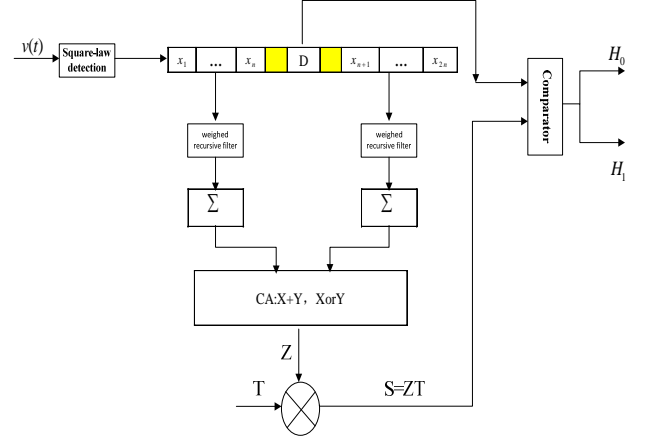 v(t)
Square-law
detection
x₁ ... xₙ D xₙ₊₁ ... x₂ₙ
Comparator
H₀
H₁
weighed
recursive filter
weighed
recursive filter
Σ
Σ
CA:X+Y，XorY
Z
T
S=ZT